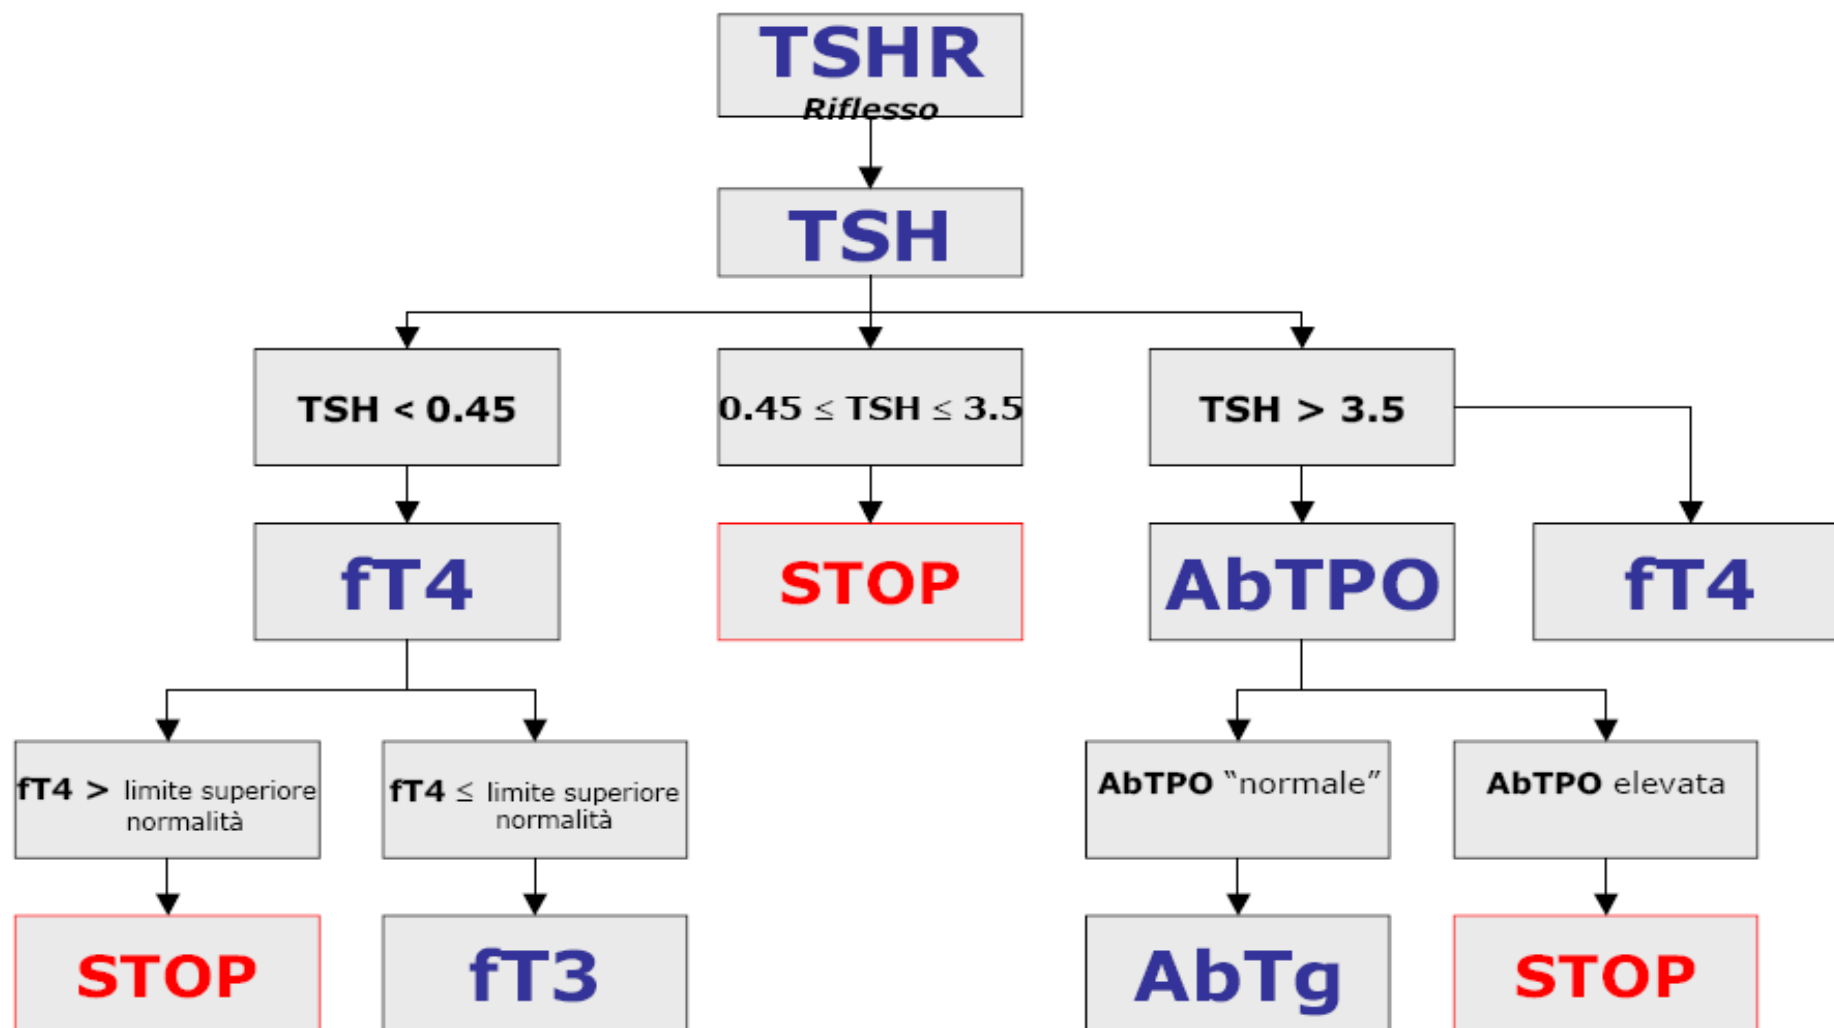 TSHR
Riflesso
TSH
TSH < 0.45
0.45 ≤ TSH ≤ 3.5
TSH > 3.5
fT4
STOP
AbTPO
fT4
fT4 > limite superiore
normalità
fT4 ≤ limite superiore
normalità
AbTPO “normale”
AbTPO elevata
STOP
fT3
AbTg
STOP